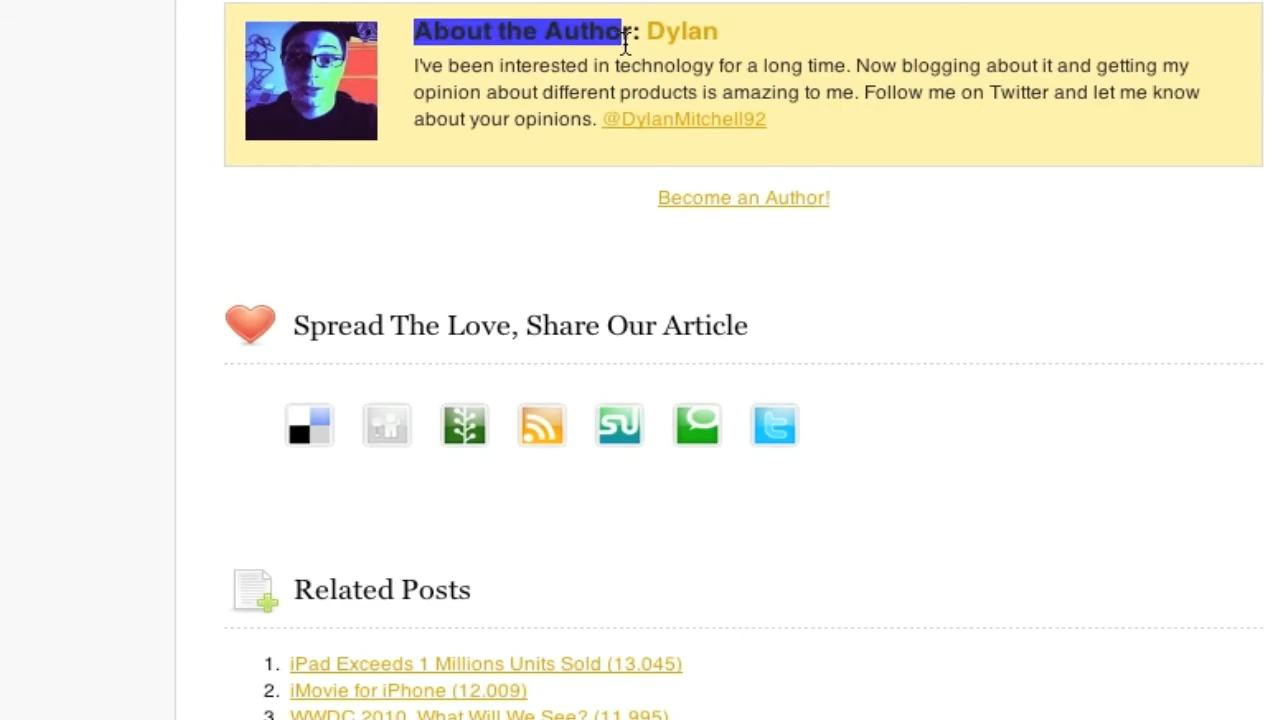 About the Author: Dylan
I've been interested in technology for a long time. Now blogging about it and getting my
opinion about different products is amazing to me. Follow me on Twitter and let me know
about your opinions. @DylanMitchell92
Become an Author!
Spread The Love, Share Our Article
Related Posts
1. iPad Exceeds 1 Millions Units Sold (13.045)
2. iMovie for iPhone (12.009)
3. WWDC 2010, What Will We See? (11.995)